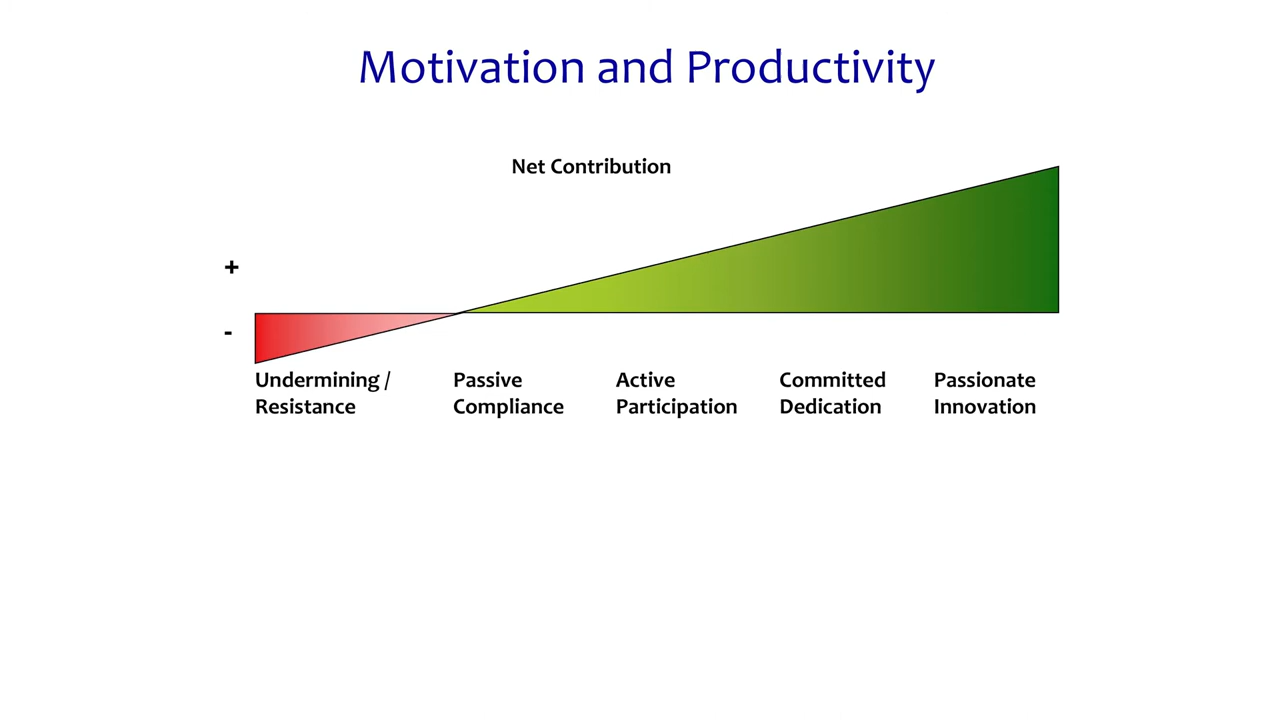 Motivation and Productivity
Net Contribution
+
-
Undermining /
Resistance
Passive
Compliance
Active
Participation
Committed
Dedication
Passionate
Innovation